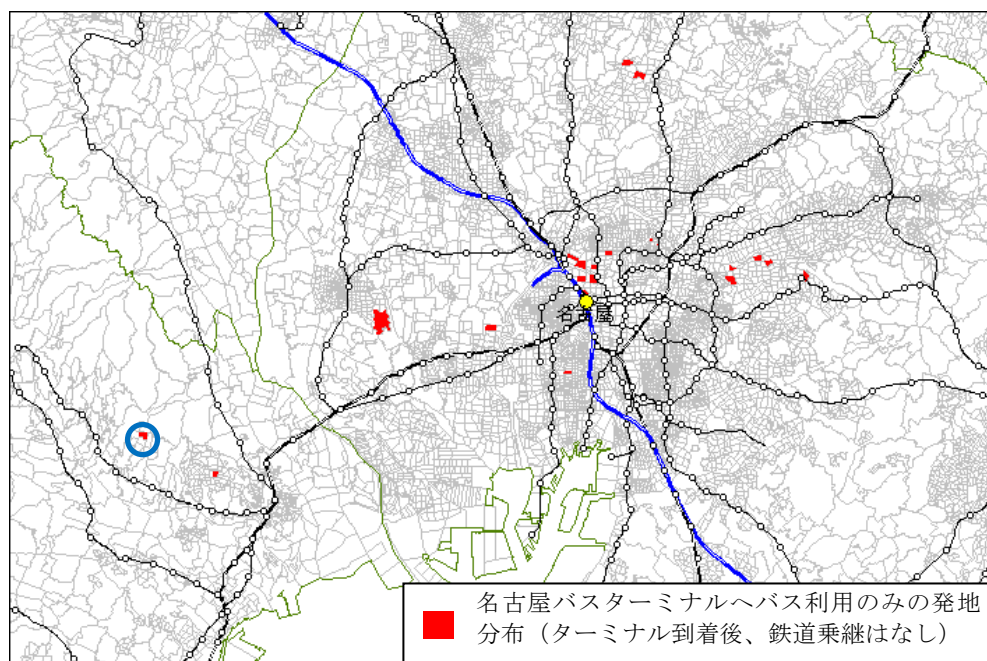 名古屋
名古屋バスターミナルへバス利用のみの発地
分布（ターミナル到着後、鉄道乗継はなし）